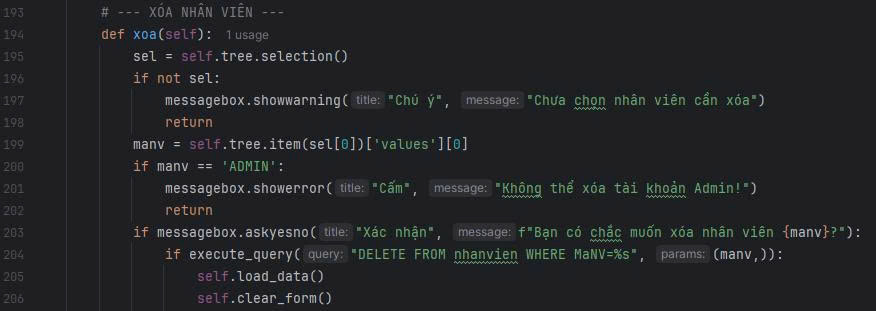 193 # --- XÓA NHÂN VIÊN ---
194 def xoa(self): 1 usage
195 sel = self.tree.selection()
196 if not sel:
197 messagebox.showwarning( title: "Chú ý", message: "Chưa chọn nhân viên cần xóa")
198 return
199 manv = self.tree.item(sel[0])['values'][0]
200 if manv == 'ADMIN':
201 messagebox.showerror( title: "Cấm", message: "Không thể xóa tài khoản Admin!")
202 return
203 if messagebox.askyesno( title: "Xác nhận", message: f"Bạn có chắc muốn xóa nhân viên {manv}?"):
204 if execute_query( query: "DELETE FROM nhanvien WHERE MaNV=%s", params: (manv,)):
205 self.load_data()
206 self.clear_form()